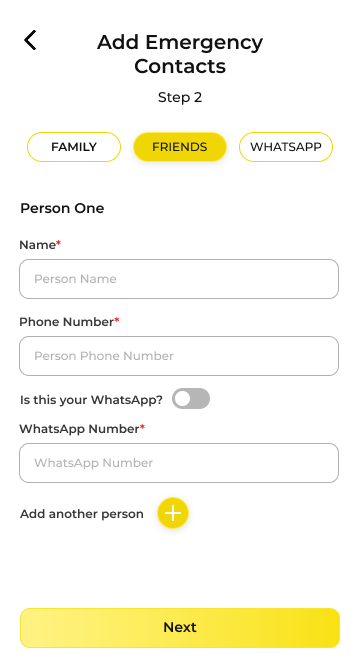 Add Emergency
Contacts
Step 2
FAMILY
FRIENDS
WHATSAPP
Person One
Name*
Person Name
Phone Number*
Person Phone Number
Is this your WhatsApp?
WhatsApp Number*
WhatsApp Number
Add another person
Next